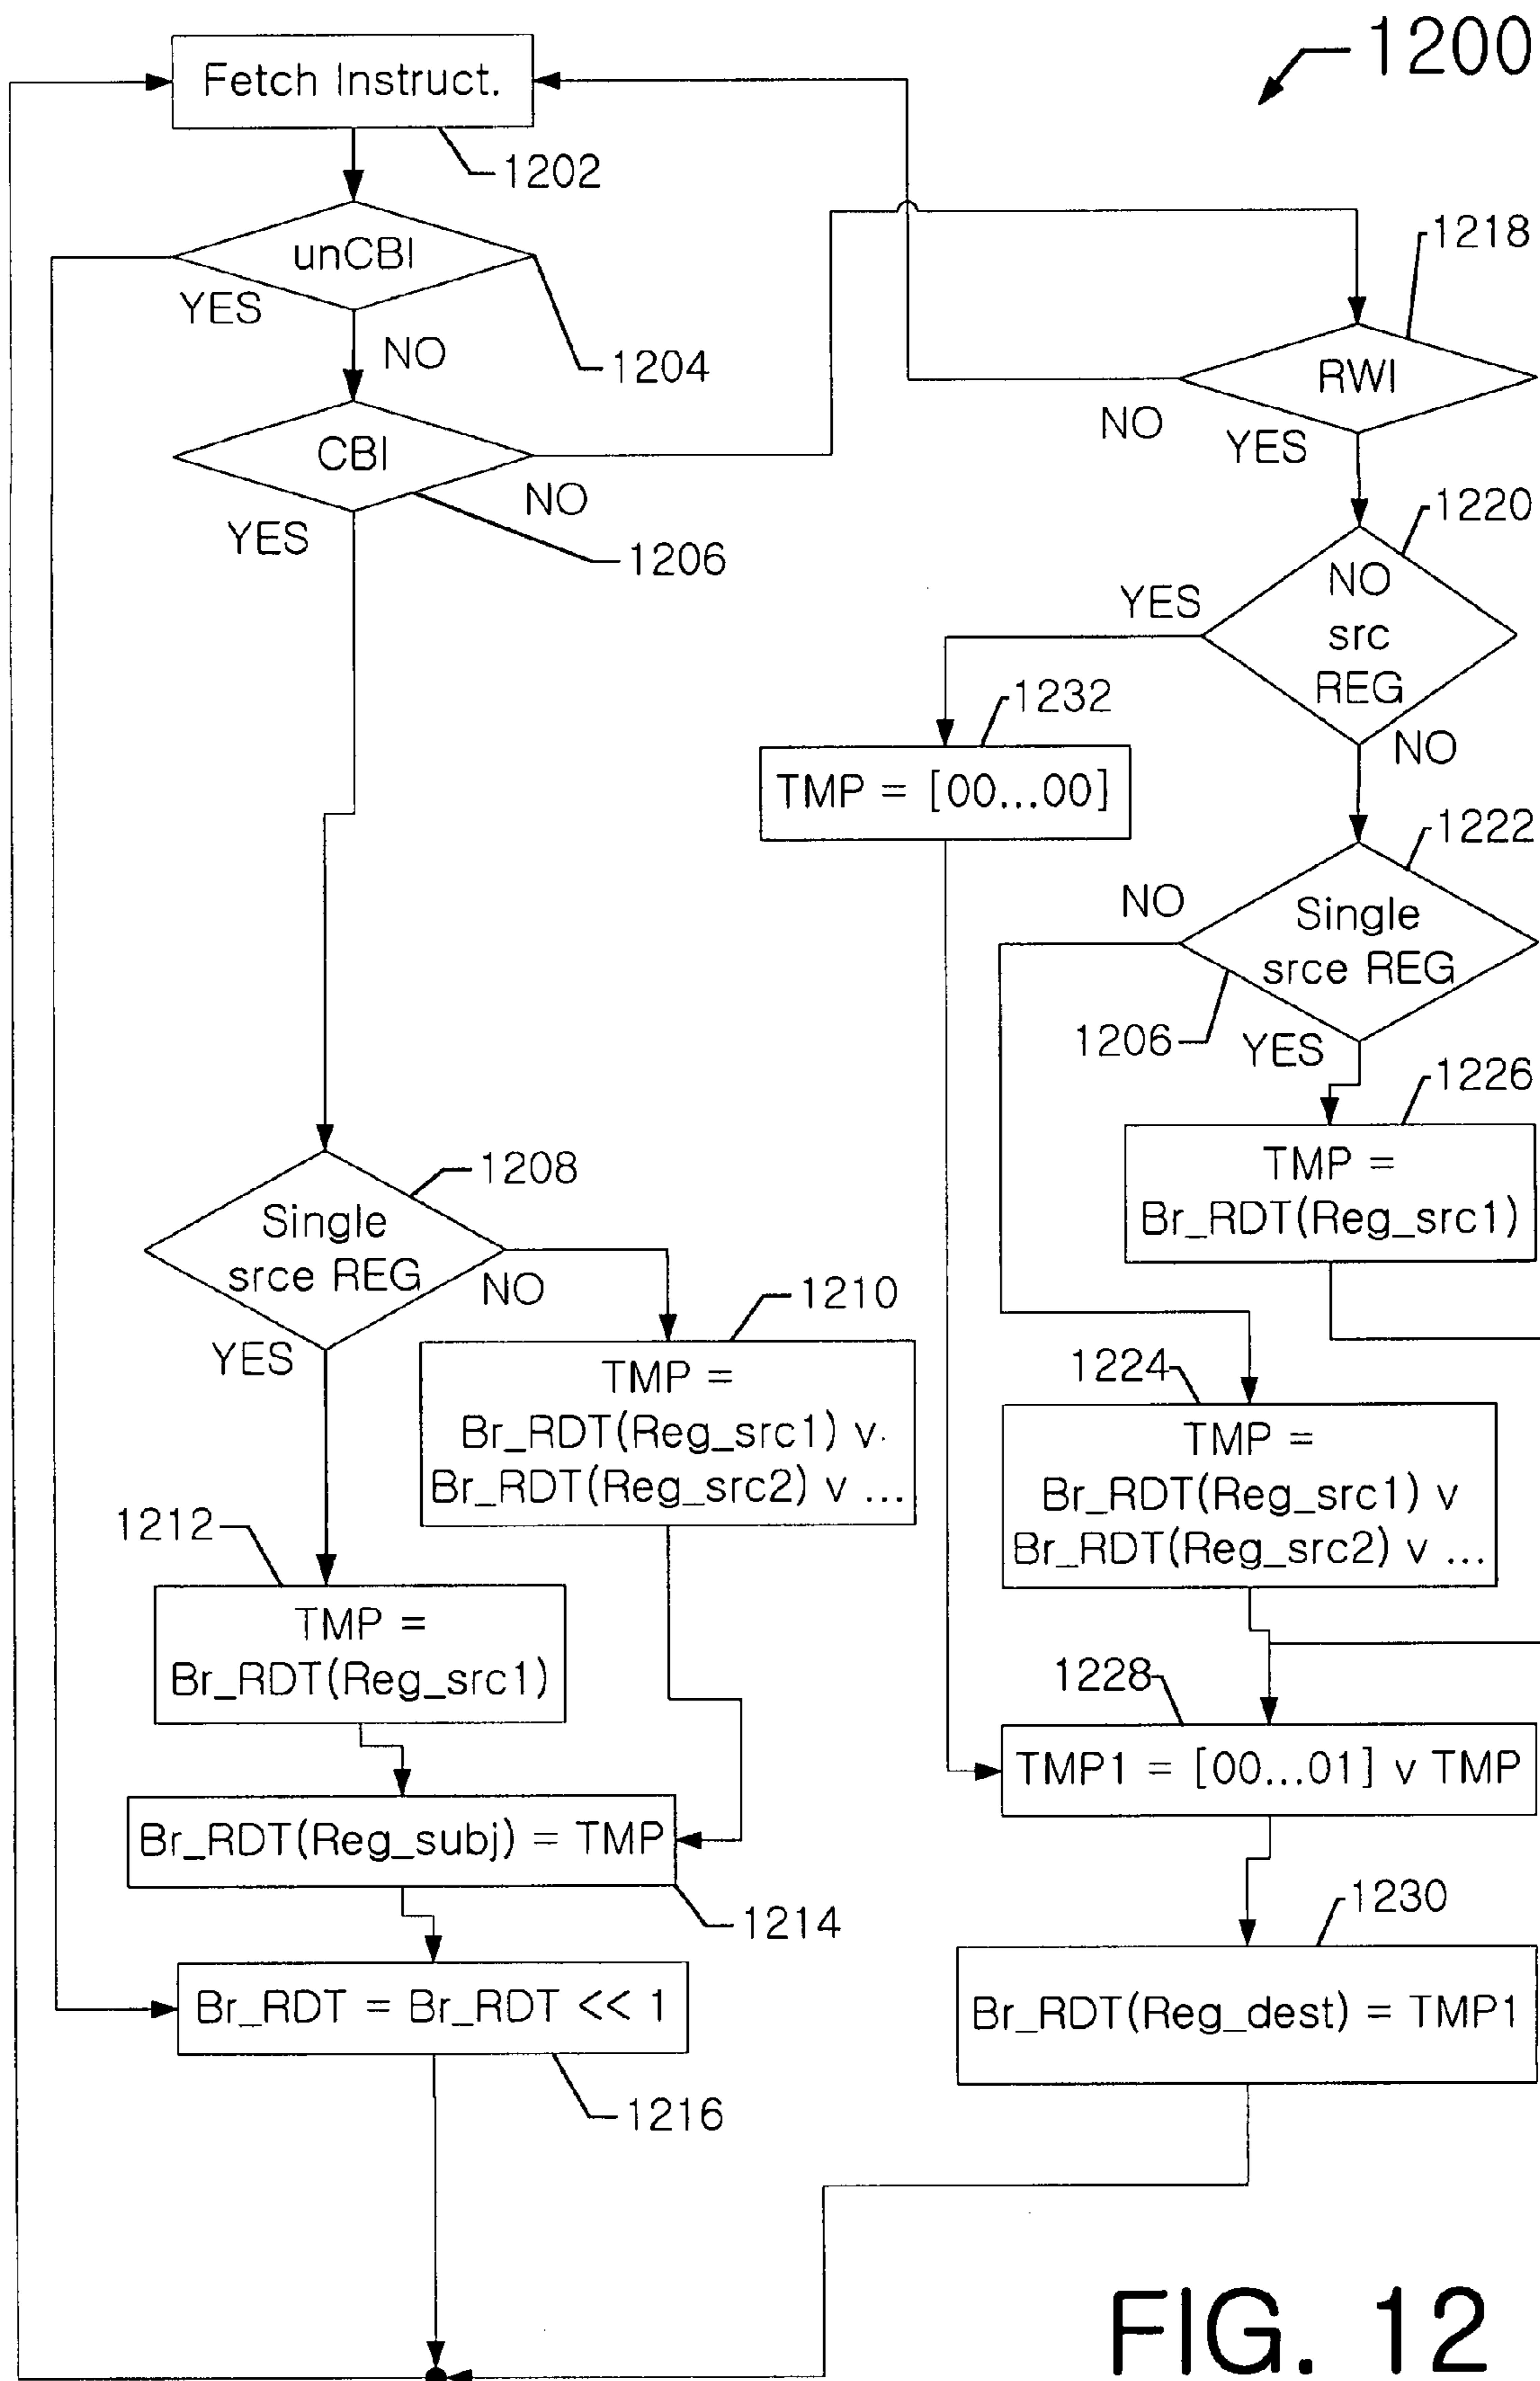 1200
Fetch Instruct.
1202
unCBI
YES
NO
1204
CBI
NO
YES
1206
1218
RWI
NO
YES
1220
NO
src
REG
YES
NO
1232
TMP = [00...00]
1222
Single
srce REG
NO
1206
YES
1226
TMP =
Br_RDT(Reg_src1)
1208
Single
srce REG
NO
YES
1210
TMP =
Br_RDT(Reg_src1) v
Br_RDT(Reg_src2) v ...
1224
TMP =
Br_RDT(Reg_src1) v
Br_RDT(Reg_src2) v ...
1212
TMP =
Br_RDT(Reg_src1)
1228
TMP1 = [00...01] v TMP
Br_RDT(Reg_subj) = TMP
1214
1230
Br_RDT(Reg_dest) = TMP1
Br_RDT = Br_RDT << 1
1216
FIG. 12